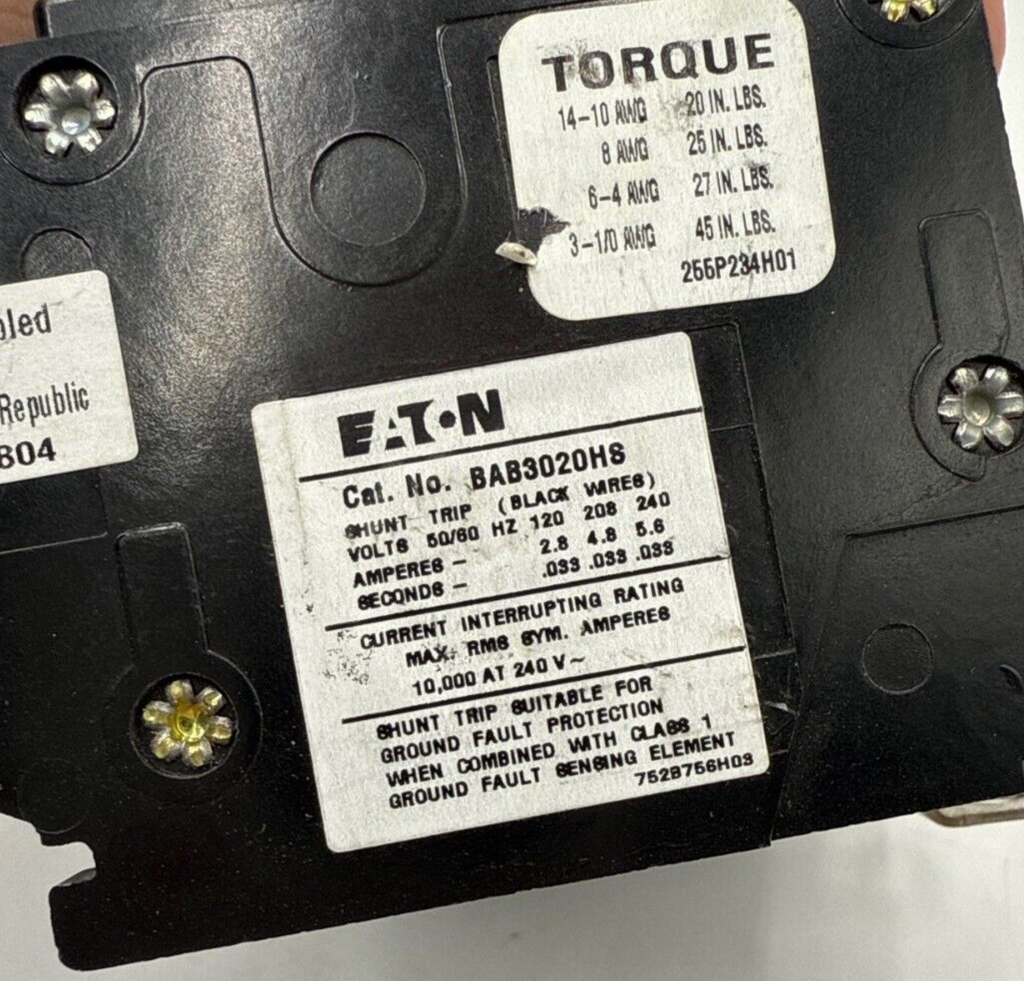 TORQUE
14-10 AWG 20 IN. LBS.
8 AWG 25 IN. LBS.
6-4 AWG 27 IN. LBS.
3-1/0 AWG 45 IN. LBS.
255P234H01
Republic
804
EATON
Cat. No. BAB3020HS
SHUNT TRIP (BLACK WIRES)
VOLTS 50/60 HZ 120 208 240
AMPERES - 2.8 4.8 5.6
SECONDS - .033 .033 .033
CURRENT INTERRUPTING RATING
MAX. RMS SYM. AMPERES
10,000 AT 240 V~
SHUNT TRIP SUITABLE FOR
GROUND FAULT PROTECTION
WHEN COMBINED WITH CLASS 1
GROUND FAULT SENSING ELEMENT
752B756H03